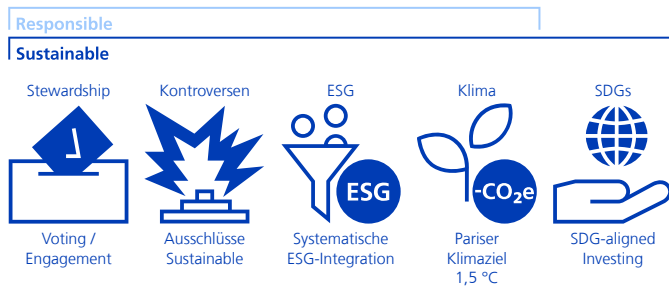 Responsible
Sustainable
Stewardship
Kontroversen
ESG
Klima
SDGs
ESG
-CO₂e
Voting /
Engagement
Ausschlüsse
Sustainable
Systematische
ESG-Integration
Pariser
Klimaziel
1,5 °C
SDG-aligned
Investing